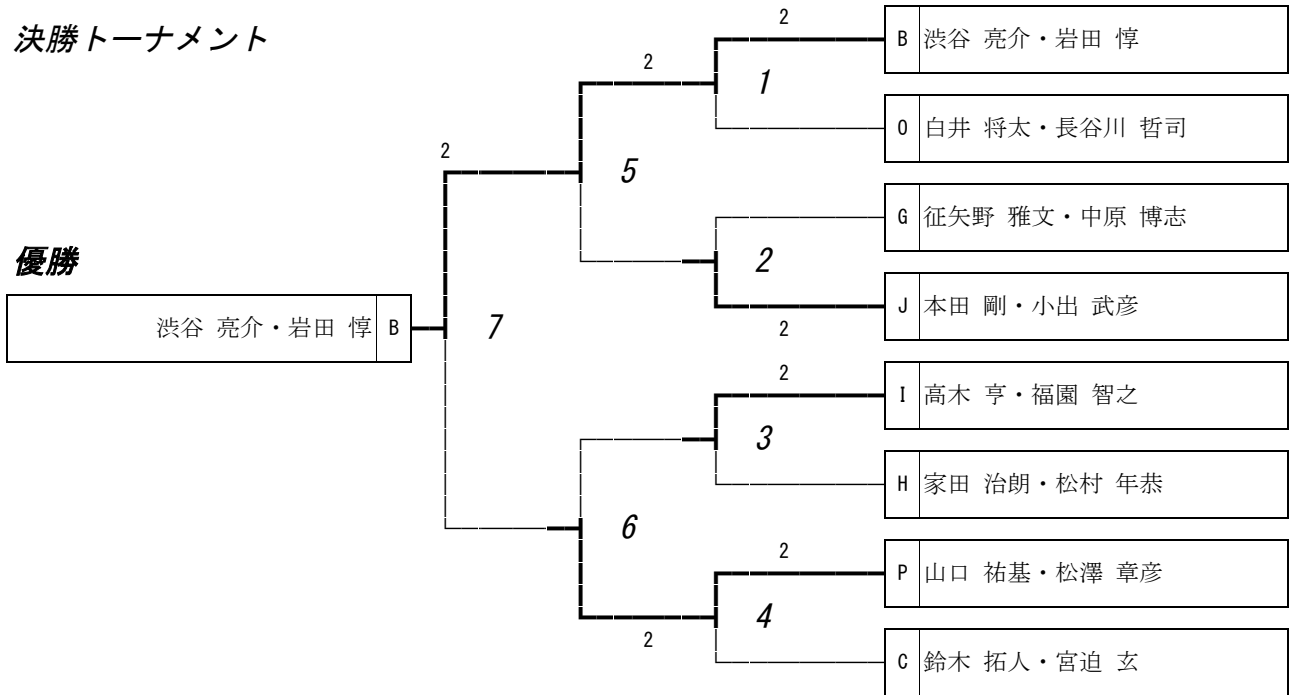 決勝トーナメント
2
B 渋谷 亮介・岩田 惇
2
1
O 白井 将太・長谷川 哲司
2
5
G 征矢野 雅文・中原 博志
優勝
2
渋谷 亮介・岩田 惇 B
7
J 本田 剛・小出 武彦
2
2
I 高木 亨・福園 智之
3
H 家田 治朗・松村 年恭
6
2
P 山口 祐基・松澤 章彦
4
2
C 鈴木 拓人・宮迫 玄